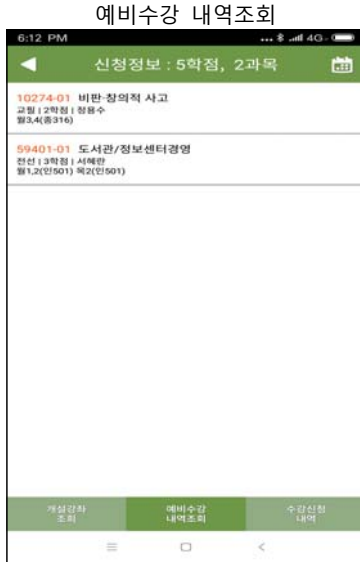 예비수강 내역조회
6:12 PM ... 4G
신청정보 : 5학점, 2과목
10274-01 비판·창의적 사고
교필 | 2학점 | 정용수
월3,4(종316)
59401-01 도서관/정보센터경영
전선 | 3학점 | 서혜란
월1,2(인501) 목2(인501)
개설강좌 예비수강 수강신청
조회 내역조회 내역